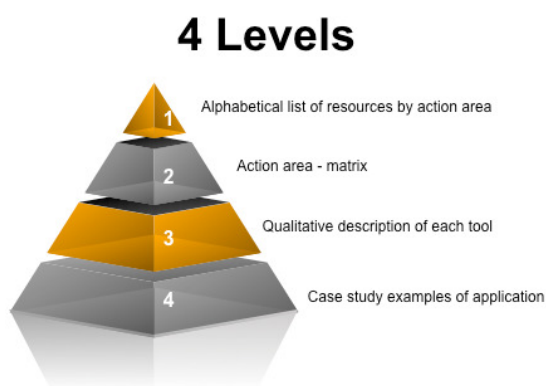 4 Levels
1
Alphabetical list of resources by action area
2
Action area - matrix
3
Qualitative description of each tool
4
Case study examples of application